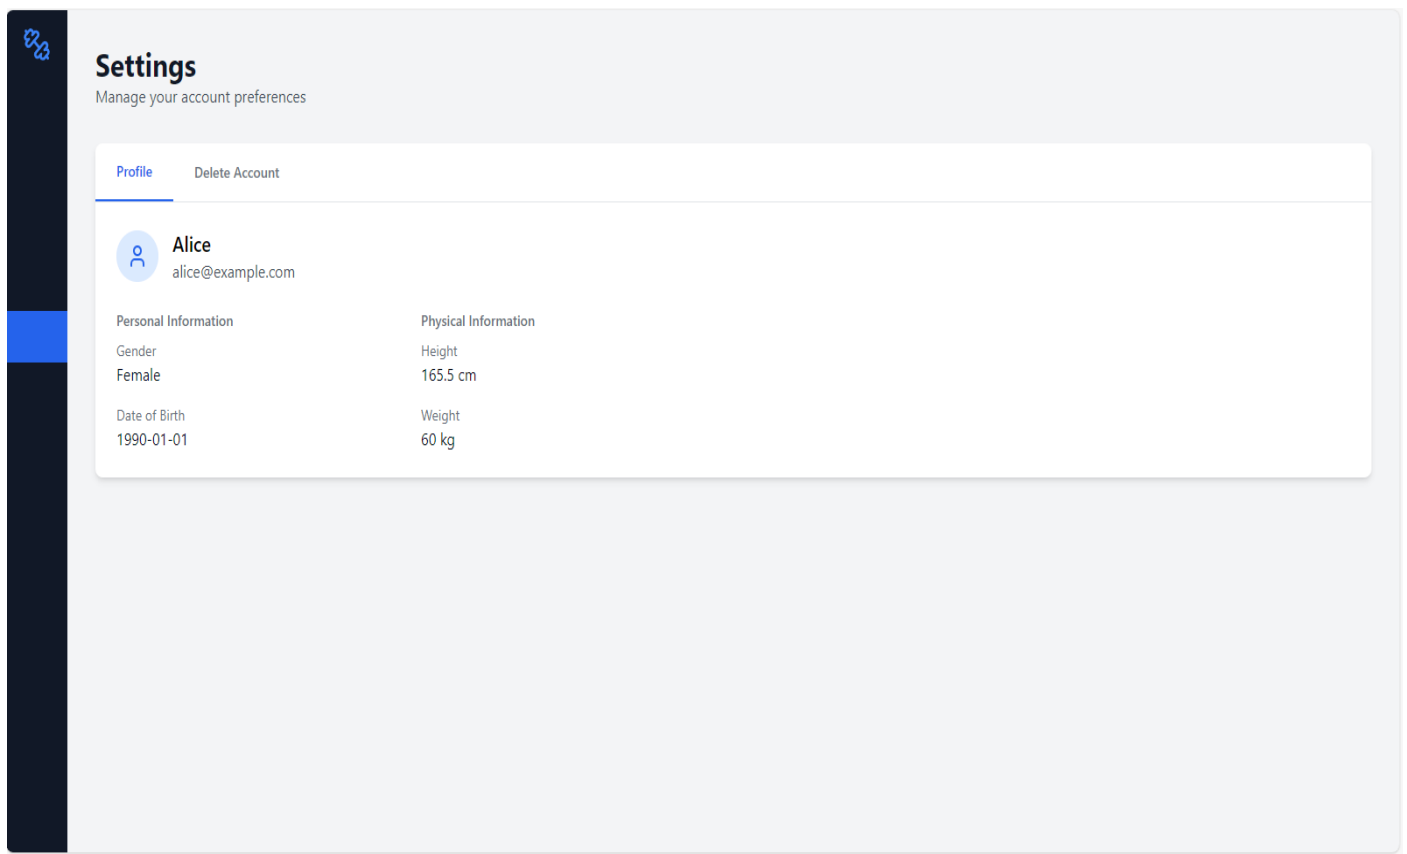 Settings
Manage your account preferences
Profile
Delete Account
Alice
alice@example.com
Personal Information
Gender
Female
Date of Birth
1990-01-01
Physical Information
Height
165.5 cm
Weight
60 kg